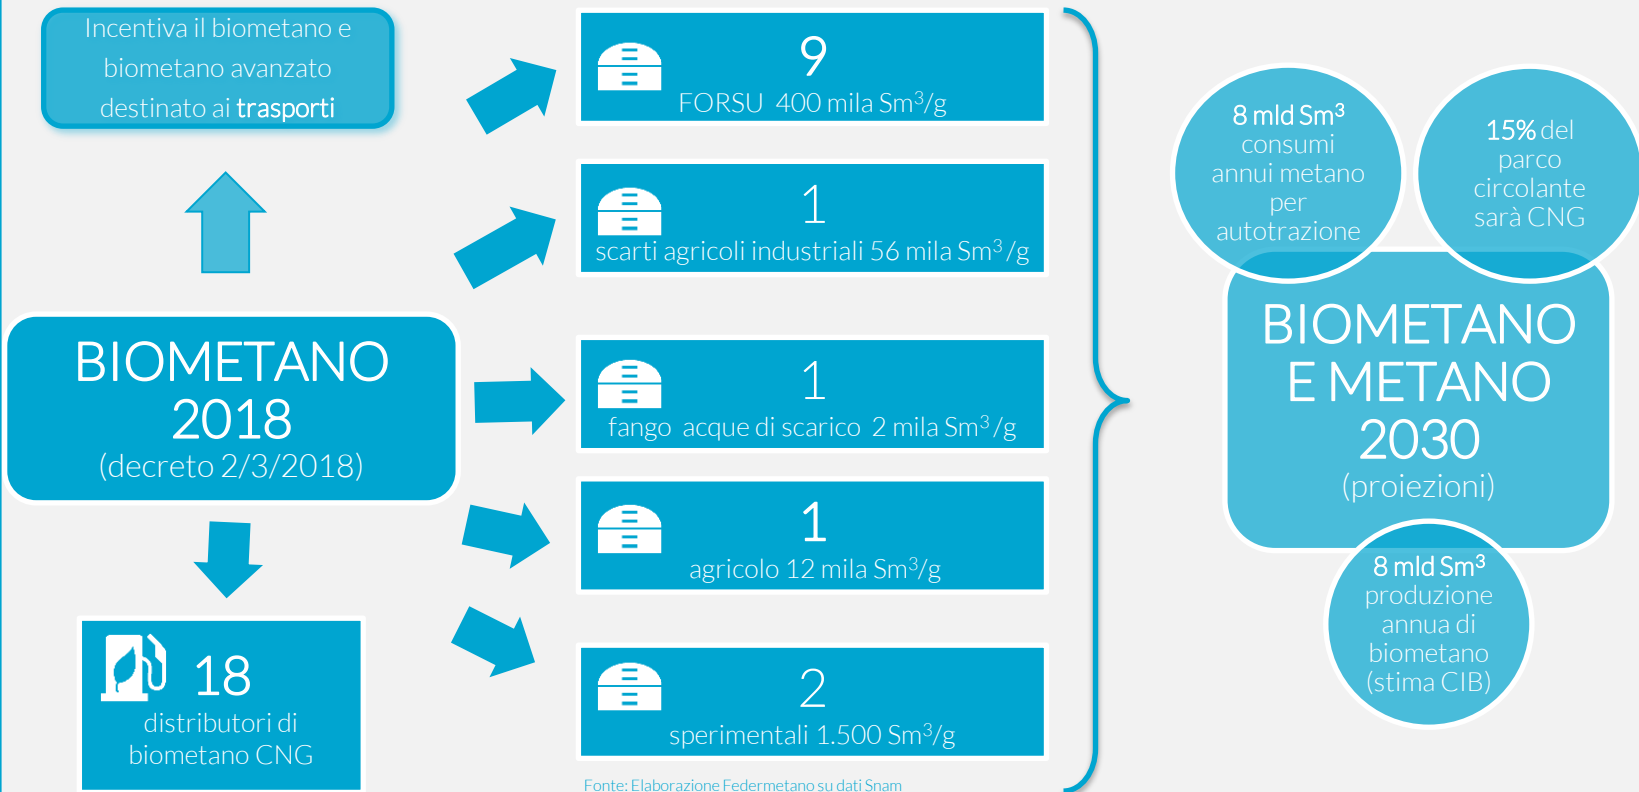 Incentiva il biometano e
biometano avanzato
destinato ai trasporti
BIOMETANO
2018
(decreto 2/3/2018)
18
distributori di
biometano CNG
9
FORSU 400 mila Sm³/g
1
scarti agricoli industriali 56 mila Sm³/g
1
fango acque di scarico 2 mila Sm³/g
1
agricolo 12 mila Sm³/g
2
sperimentali 1.500 Sm³/g
Fonte: Elaborazione Federmetano su dati Snam
8 mld Sm³
consumi
annui metano
per
autotrazione
15% del
parco
circolante
sarà CNG
BIOMETANO
E METANO
2030
(proiezioni)
8 mld Sm³
produzione
annua di
biometano
(stima CIB)